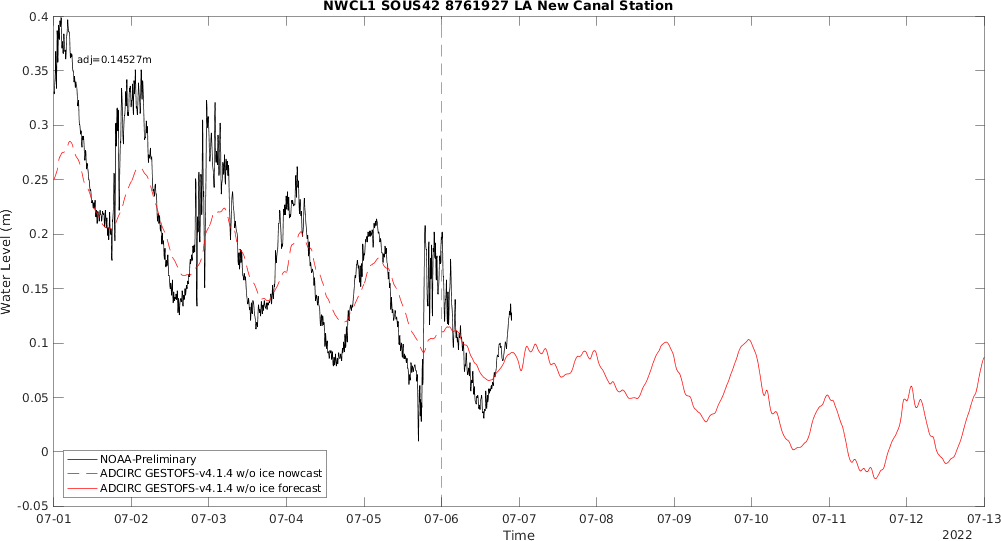 NWCL1 SOUS42 8761927 LA New Canal Station
0.4
adj=0.14527m
0.35
0.3
0.25
0.2
Water Level (m)
0.15
0.1
0.05
0
-0.05
NOAA-Preliminary
ADCIRC GESTOFS-v4.1.4 w/o ice nowcast
ADCIRC GESTOFS-v4.1.4 w/o ice forecast
07-01 07-02 07-03 07-04 07-05 07-06 07-07 07-08 07-09 07-10 07-11 07-12 07-13
Time
2022